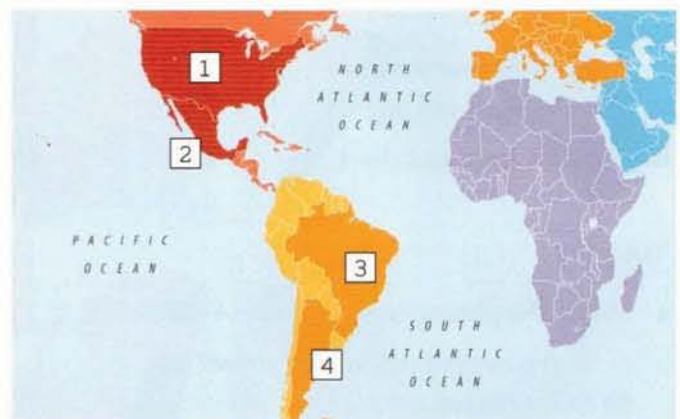 1
NORTH
ATLANTIC
OCEAN
2
PACIFIC
OCEAN
3
SOUTH
ATLANTIC
OCEAN
4